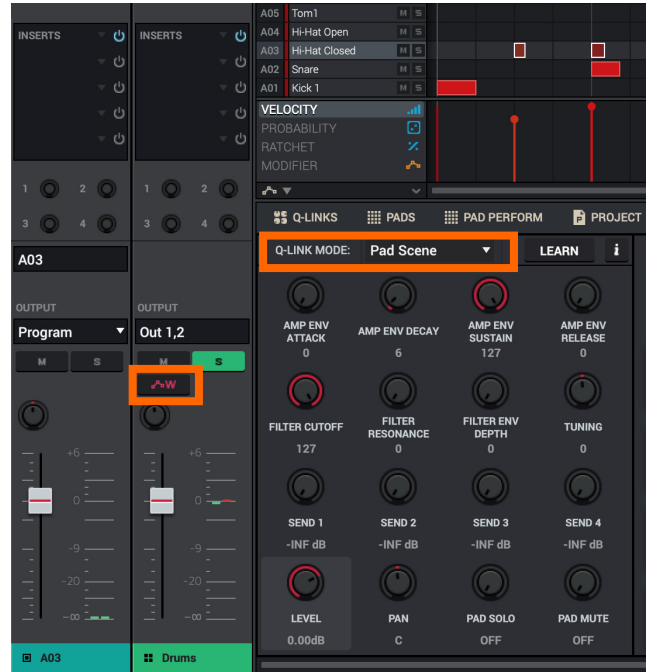 INSERTS
INSERTS
1 2
3 4
1 2
3 4
A03
OUTPUT
Program
OUTPUT
Out 1,2
M S
M S
W
+6
0
-9
-20
-∞
+6
0
-9
-20
-∞
A03
Drums
A05 Tom1 M S
A04 Hi-Hat Open M S
A03 Hi-Hat Closed M S
A02 Snare M S
A01 Kick 1 M S
VELOCITY
PROBABILITY
RATCHET
MODIFIER
Q-LINKS PADS PAD PERFORM P PROJECT
Q-LINK MODE: Pad Scene LEARN i
AMP ENV
ATTACK
0
AMP ENV DECAY
6
AMP ENV
SUSTAIN
127
AMP ENV
RELEASE
0
FILTER CUTOFF
127
FILTER
RESONANCE
0
FILTER ENV
DEPTH
0
TUNING
0
SEND 1
-INF dB
SEND 2
-INF dB
SEND 3
-INF dB
SEND 4
-INF dB
LEVEL
0.00dB
PAN
C
PAD SOLO
OFF
PAD MUTE
OFF